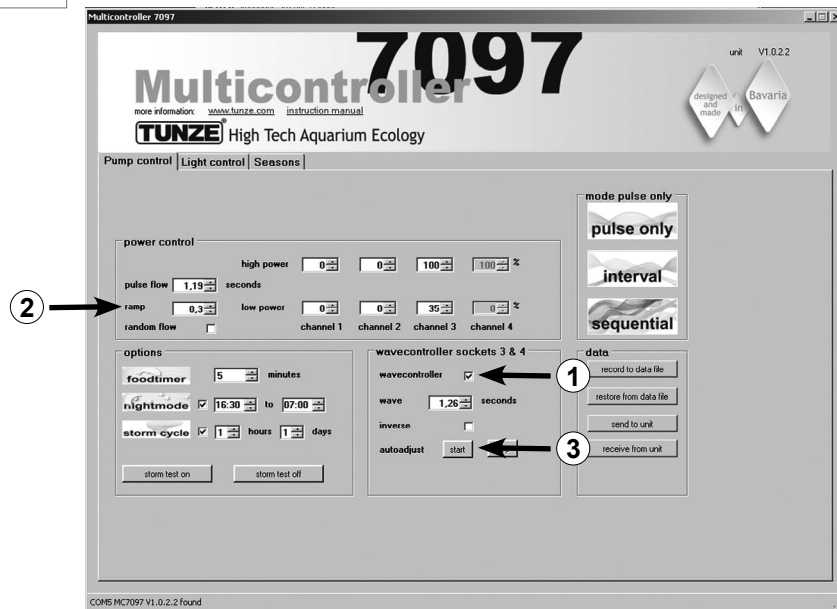 Multicontroller 7097
7097
unit V1.0.2.2
Multicontroller
more information: www.tunze.com instruction manual
TUNZE High Tech Aquarium Ecology
designed and made in Bavaria
Pump control Light control Seasons
mode pulse only
pulse only
interval
sequential
power control
high power 0 0 100 100 %
pulse flow 1,19 seconds
2
ramp 0,3 low power 0 0 35 0 %
random flow channel 1 channel 2 channel 3 channel 4
options
foodtimer 5 minutes
nightmode 16:30 to 07:00
storm cycle 1 hours 1 days
storm test on storm test off
wavecontroller sockets 3 & 4
wavecontroller 1
wave 1,26 seconds
inverse
autoadjust start 3
data
record to data file
restore from data file
send to unit
receive from unit
COM5 MC7097 V1.0.2.2 found